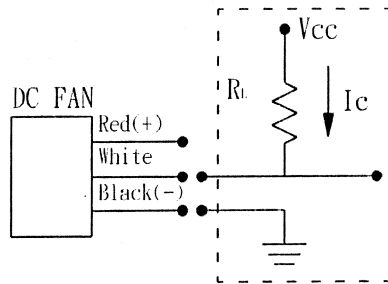 Vcc
DC FAN
RL
Ic
Red(+)
White
Black(-)